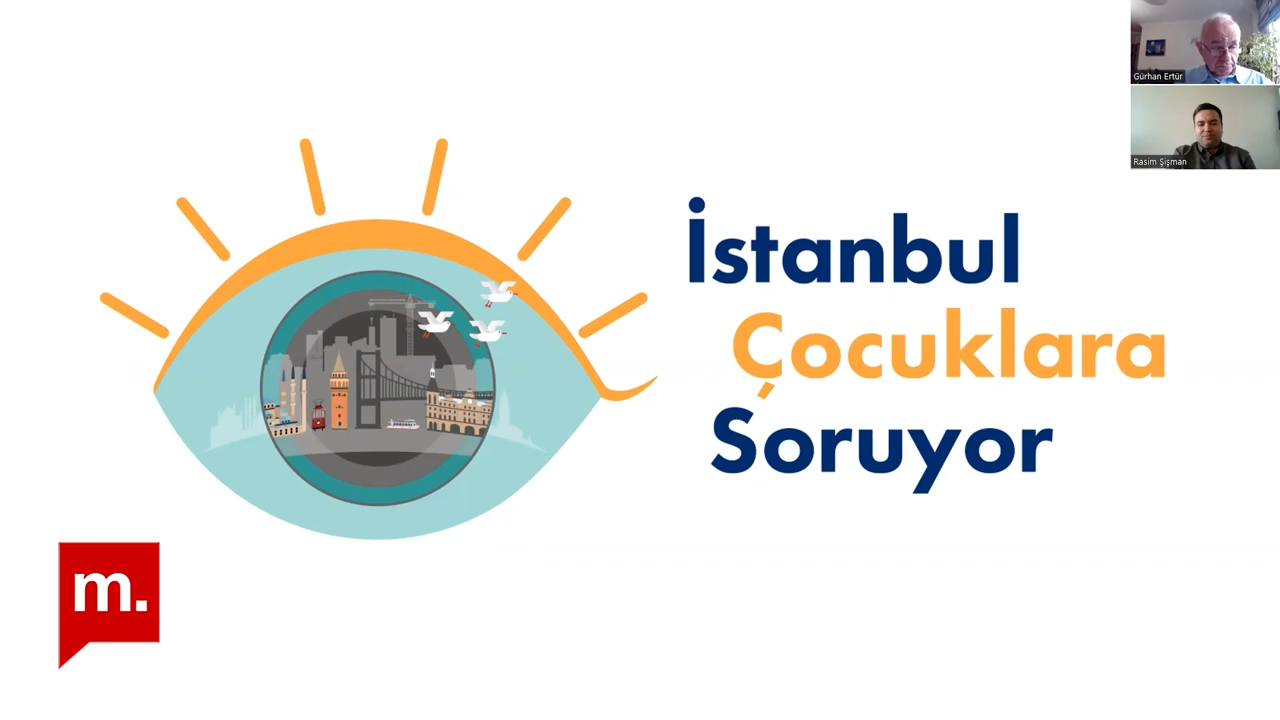 İstanbul
Çocuklara
Soruyor
m.
Gürhan Ertür
Rasim Şişman